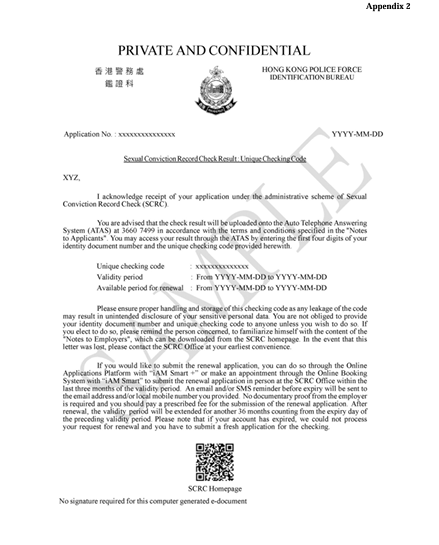 Appendix 2
PRIVATE AND CONFIDENTIAL
香港警務處
鑑證科
HONG KONG POLICE FORCE
IDENTIFICATION BUREAU
Application No. : xxxxxxxxxxxxxxx
YYYY-MM-DD
Sexual Conviction Record Check Result : Unique Checking Code
XYZ,
I acknowledge receipt of your application under the administrative scheme of Sexual
Conviction Record Check (SCRC).
You are advised that the check result will be uploaded onto the Auto Telephone Answering
System (ATAS) at 3660 7499 in accordance with the terms and conditions specified in the "Notes
to Applicants". You may access your result through the ATAS by entering the first four digits of your
identity document number and the unique checking code provided herewith.
Unique checking code : xxxxxxxxxxxxx
Validity period : From YYYY-MM-DD to YYYY-MM-DD
Available period for renewal : From YYYY-MM-DD to YYYY-MM-DD
Please ensure proper handling and storage of this checking code as any leakage of the code
may result in unintended disclosure of your sensitive personal data. You are not obliged to provide
your identity document number and unique checking code to anyone unless you wish to do so. If
you elect to do so, please remind the person concerned, to familiarize himself with the content of the
"Notes to Employers", which can be downloaded from the SCRC homepage. In the event that this
letter was lost, please contact the SCRC Office at your earliest convenience.
If you would like to submit the renewal application, you can do so through the Online
Applications Platform with "iAM Smart +" or make an appointment through the Online Booking
System with "iAM Smart" to submit the renewal application in person at the SCRC Office within the
last three months of the validity period. An email and/or SMS reminder before expiry will be sent to
the email address and/or local mobile number you provided. No documentary proof from the employer
is required and you should pay a prescribed fee for the submission of the renewal application. After
renewal, the validity period will be extended for another 36 months counting from the expiry day of
the preceding validity period. Please note that if your account has expired, we could not process
your request for renewal and you have to submit a fresh application for the checking.
SCRC Homepage
No signature required for this computer generated e-document
SAMPLE